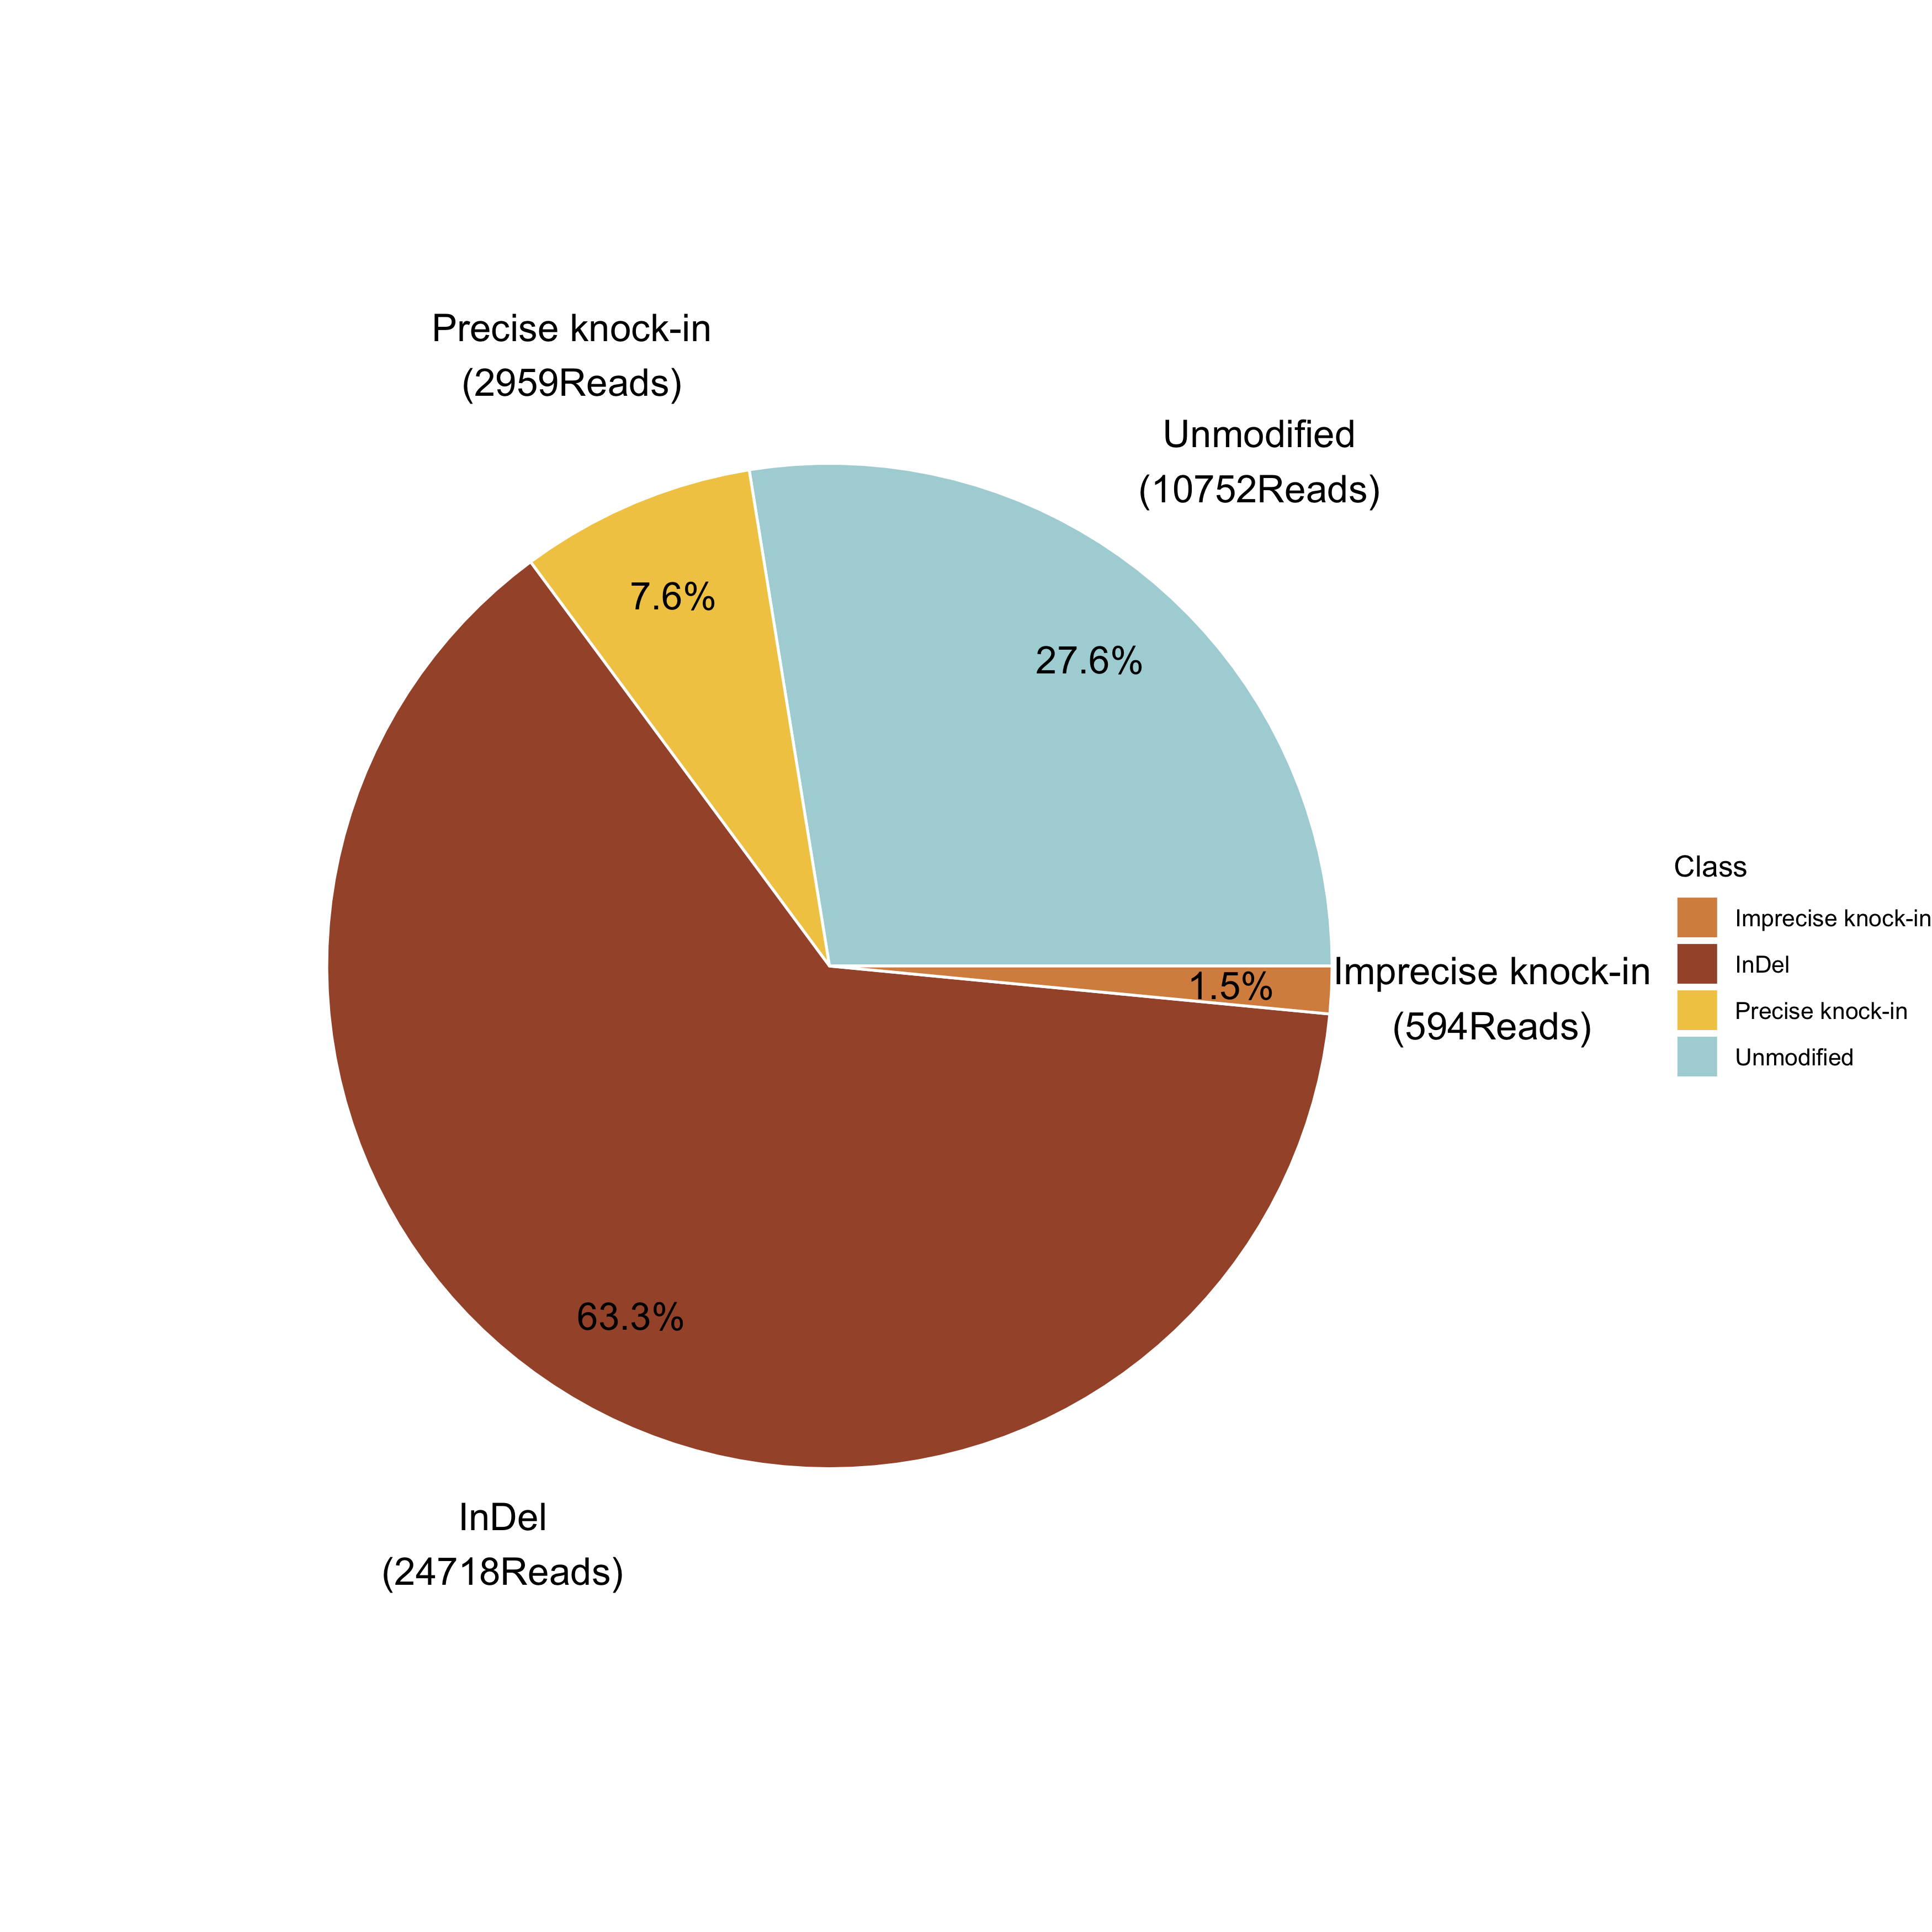 Precise knock-in
(2959Reads)
Unmodified
(10752Reads)
7.6%
27.6%
Imprecise knock-in
(594Reads)
1.5%
63.3%
InDel
(24718Reads)
Class
Imprecise knock-in
InDel
Precise knock-in
Unmodified